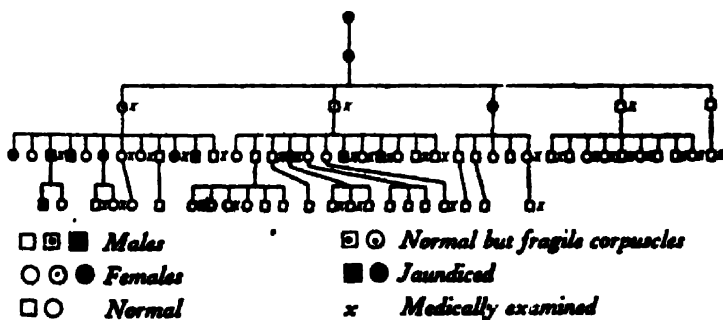 Males
Normal but fragile corpuscles
Females
Jaundiced
Normal
x Medically examined